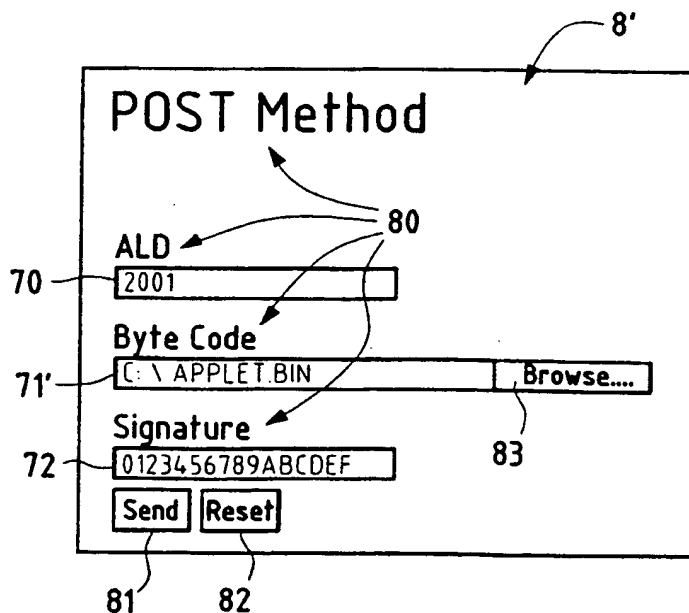 8'
POST Method
80
ALD
70
2001
Byte Code
71'
C:\ APPLET.BIN
Browse....
Signature
83
72
0123456789ABCDEF
Send
Reset
81
82